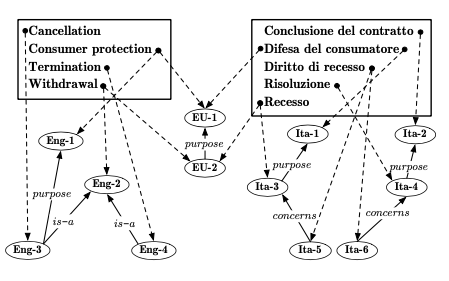 Cancellation
Consumer protection
Termination
Withdrawal
Conclusione del contratto
Difesa del consumatore
Diritto di recesso
Risoluzione
Recesso
EU-1
Eng-1
Ita-1
Ita-2
purpose
EU-2
purpose
purpose
Eng-2
Ita-3
Ita-4
purpose
is-a
is-a
concerns
concerns
Eng-3
Eng-4
Ita-5
Ita-6